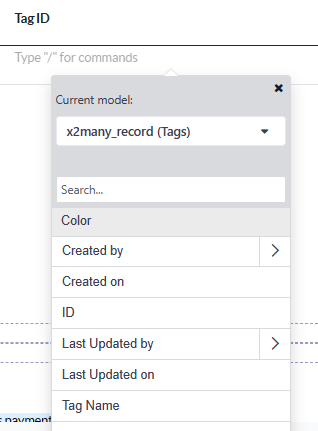 Tag ID
Type "/" for commands
Current model:
x2many_record (Tags)
Search...
Color
Created by
Created on
ID
Last Updated by
Last Updated on
Tag Name
payment